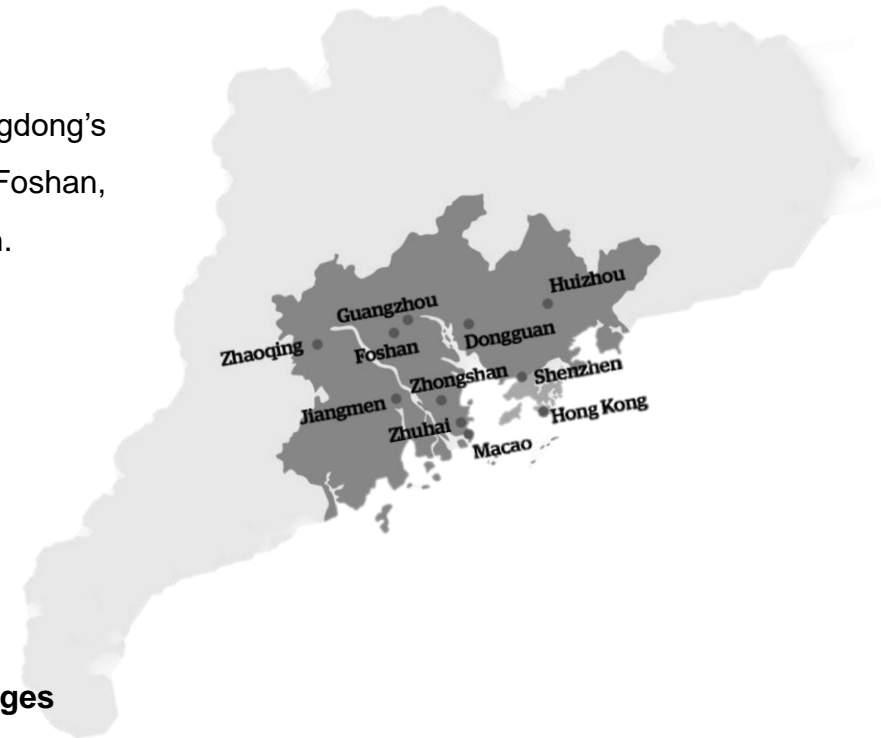 gdong's
Foshan,
.
Huizhou
Guangzhou
Dongguan
Foshan
Zhaoqing
Zhongshan
Shenzhen
Jiangmen
Hong Kong
Zhuhai
Macao
ges